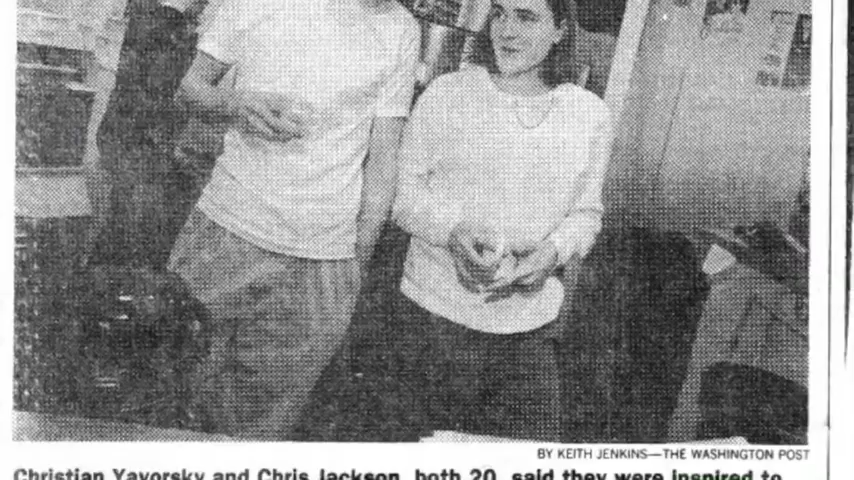 BY KEITH JENKINS—THE WASHINGTON POST
Christian Yavorsky and Chris Jackson, both 20, said they were inspired to